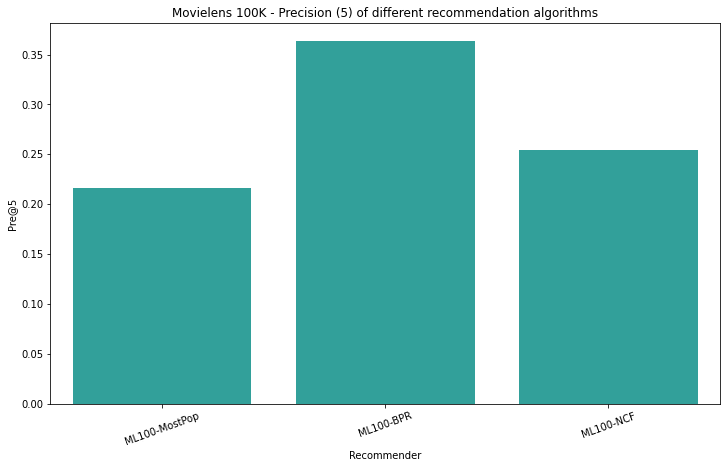 Movielens 100K - Precision (5) of different recommendation algorithms
0.35
0.30
0.25
0.20
0.15
0.10
0.05
0.00
Pre@5
ML100-MostPop
ML100-BPR
ML100-NCF
Recommender